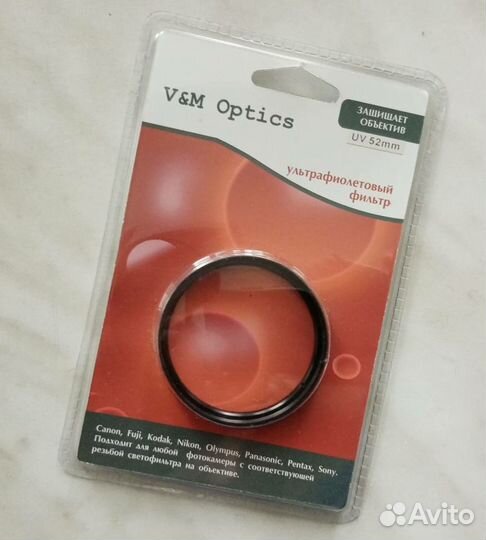 V&M Optics
ЗАЩИЩАЕТ
ОБЪЕКТИВ
UV 52mm
ультрафиолетовый
фильтр
Canon, Fuji, Kodak, Nikon, Olympus, Panasonic, Pentax, Sony.
Подходит для любой фотокамеры с соответствующей
резьбой светофильтра на объективе.
Avito